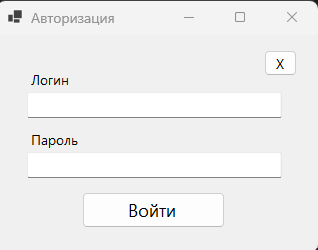 Авторизация
X
Логин
Пароль
Войти